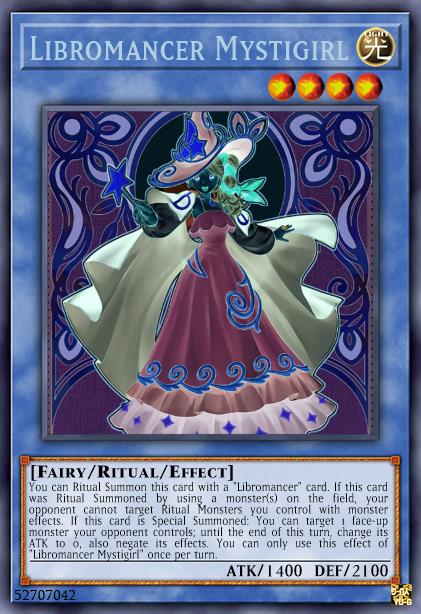 LIBROMANCER MYSTIGIRL
LIGHT
光
[FAIRY/RITUAL/EFFECT]
You can Ritual Summon this card with a "Libromancer" card. If this card
was Ritual Summoned by using a monster(s) on the field, your
opponent cannot target Ritual Monsters you control with monster
effects. If this card is Special Summoned: You can target 1 face-up
monster your opponent controls; until the end of this turn, change its
ATK to 0, also negate its effects. You can only use this effect of
"Libromancer Mystigirl" once per turn.
ATK/1400 DEF/2100
52707042